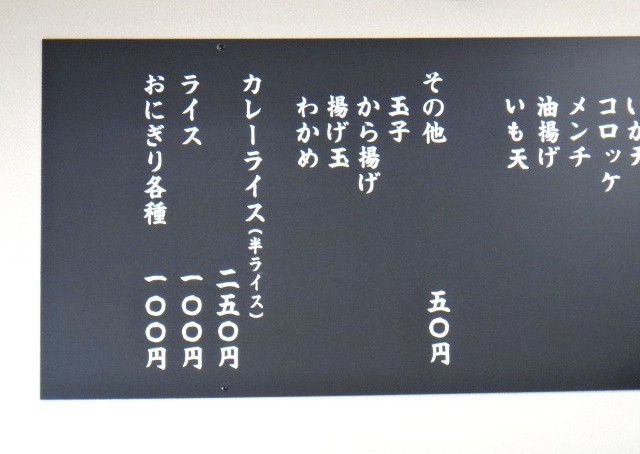 コロッケ
メンチ
油揚げ
いも天
その他 五〇円
玉子
から揚げ
揚げ玉
わかめ
カレーライス(半ライス)
二五〇円
ライス 一〇〇円
おにぎり各種 一〇〇円